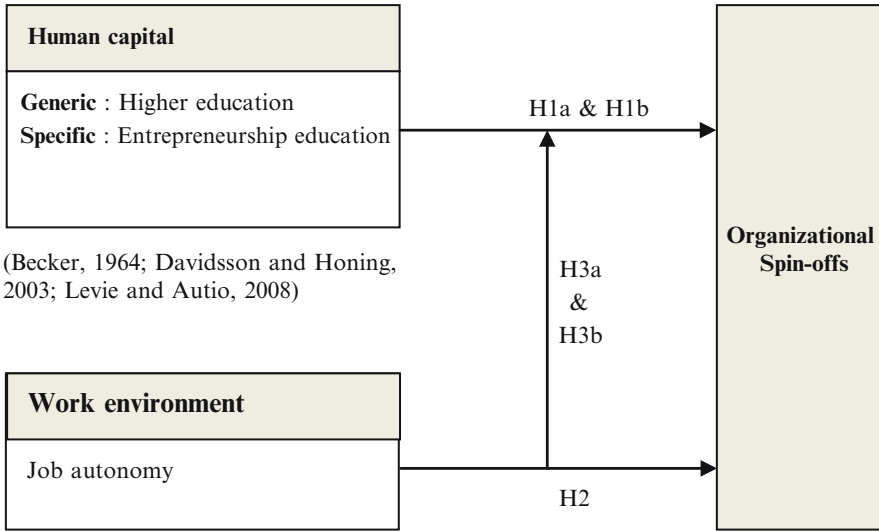 Human capital
Generic : Higher education
Specific : Entrepreneurship education
H1a & H1b
(Becker, 1964; Davidsson and Honing,
2003; Levie and Autio, 2008)
H3a
&
H3b
Organizational
Spin-offs
Work environment
Job autonomy
H2